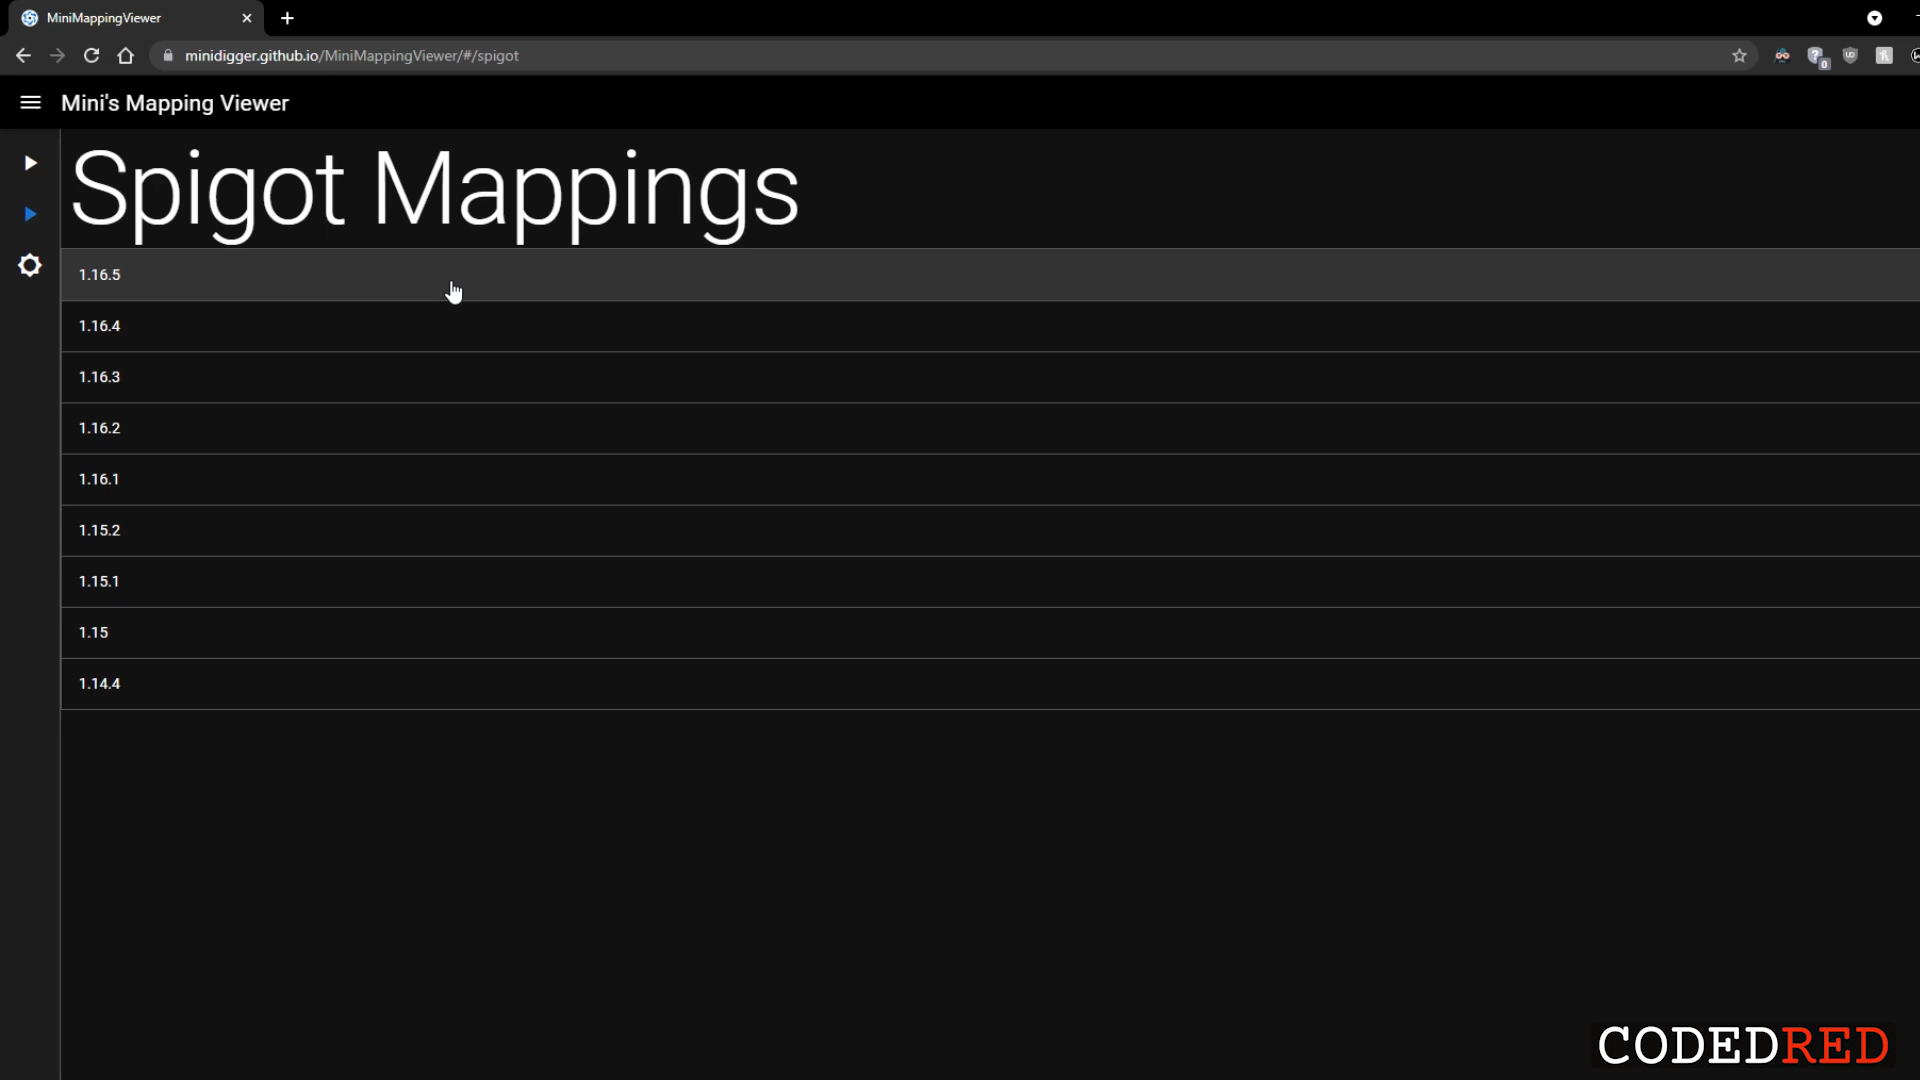 MiniMappingViewer
minidigger.github.io/MiniMappingViewer/#/spigot
0
Mini's Mapping Viewer
Spigot Mappings
1.16.5
1.16.4
1.16.3
1.16.2
1.16.1
1.15.2
1.15.1
1.15
1.14.4
CODEDRED